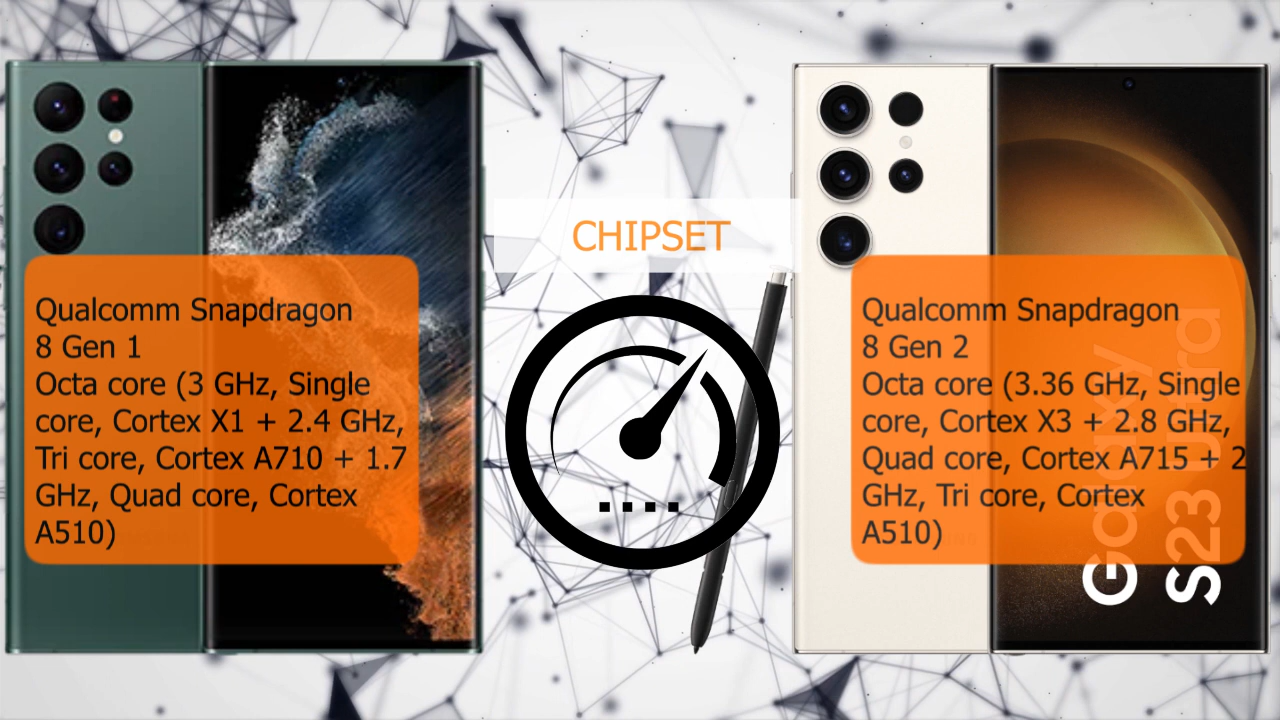 CHIPSET
Qualcomm Snapdragon
8 Gen 1
Octa core (3 GHz, Single
core, Cortex X1 + 2.4 GHz,
Tri core, Cortex A710 + 1.7
GHz, Quad core, Cortex
A510)
Qualcomm Snapdragon
8 Gen 2
Octa core (3.36 GHz, Single
core, Cortex X3 + 2.8 GHz,
Quad core, Cortex A715 + 2
GHz, Tri core, Cortex
A510)
Galaxy
S23 Ultra